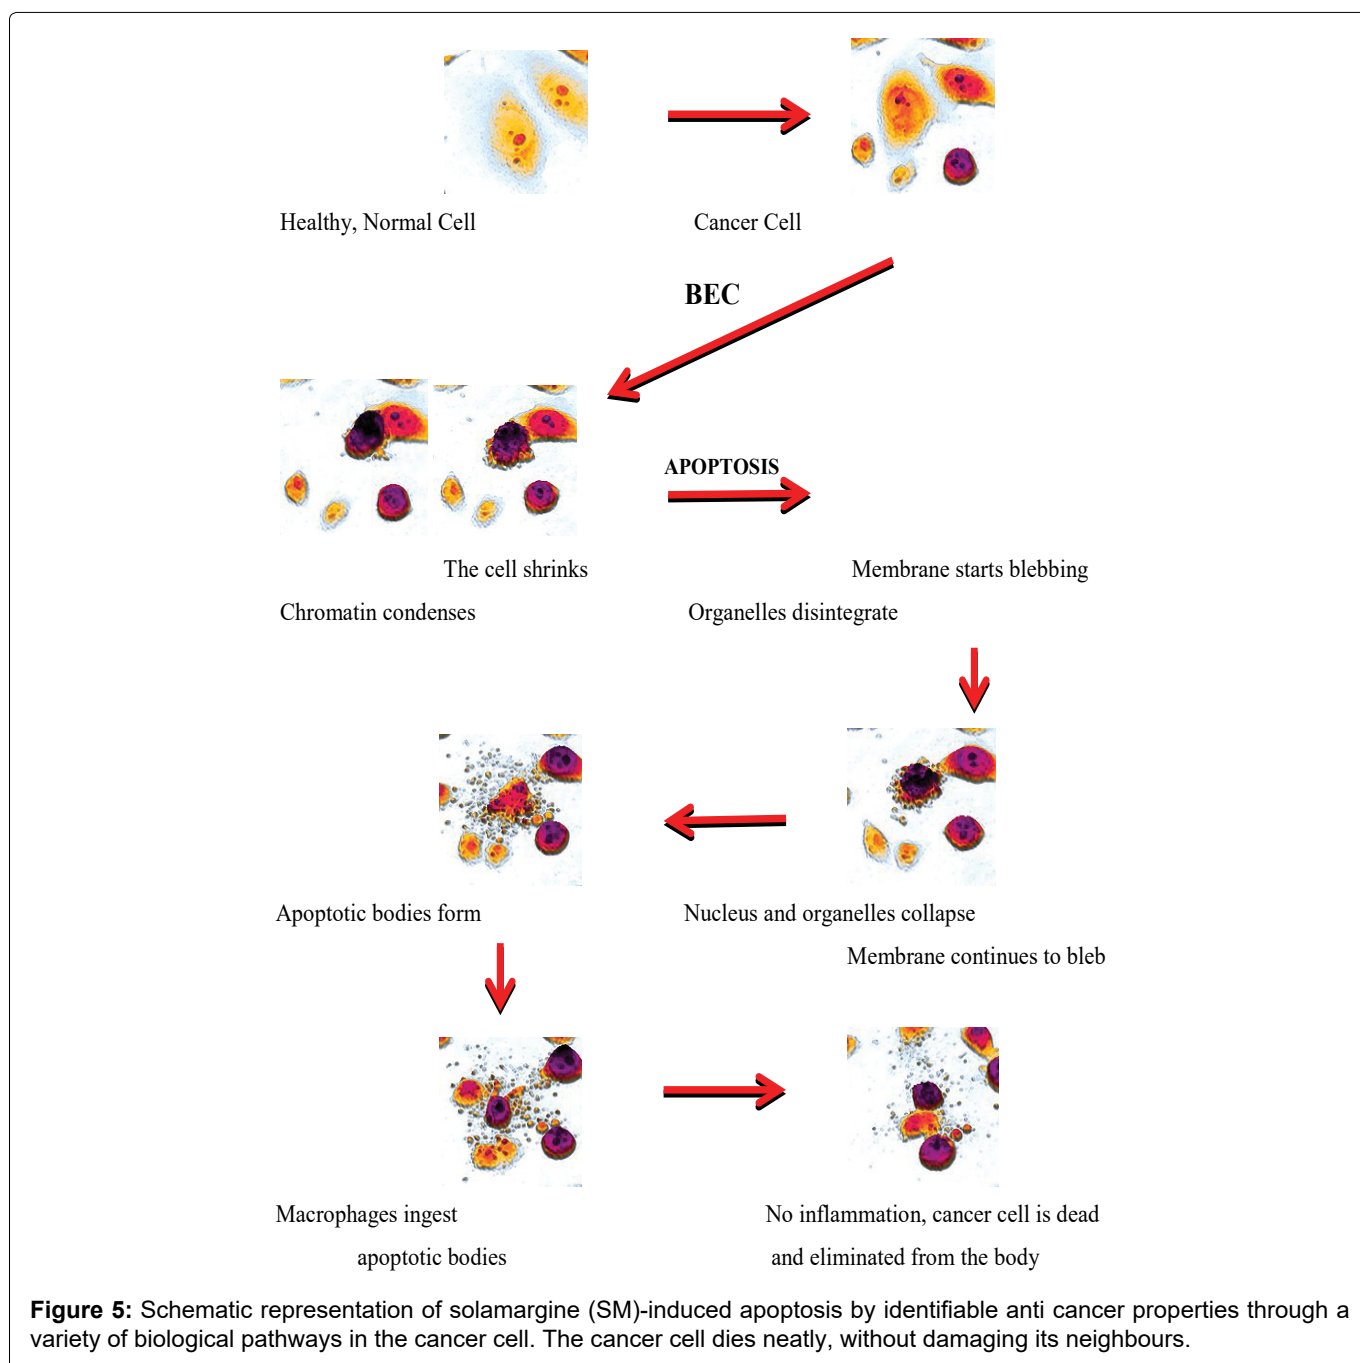 Healthy, Normal Cell
Cancer Cell
BEC
APOPTOSIS
The cell shrinks
Membrane starts blebbing
Chromatin condenses
Organelles disintegrate
Apoptotic bodies form
Nucleus and organelles collapse
Membrane continues to bleb
Macrophages ingest
apoptotic bodies
No inflammation, cancer cell is dead
and eliminated from the body
Figure 5: Schematic representation of solamargine (SM)-induced apoptosis by identifiable anti cancer properties through a
variety of biological pathways in the cancer cell. The cancer cell dies neatly, without damaging its neighbours.